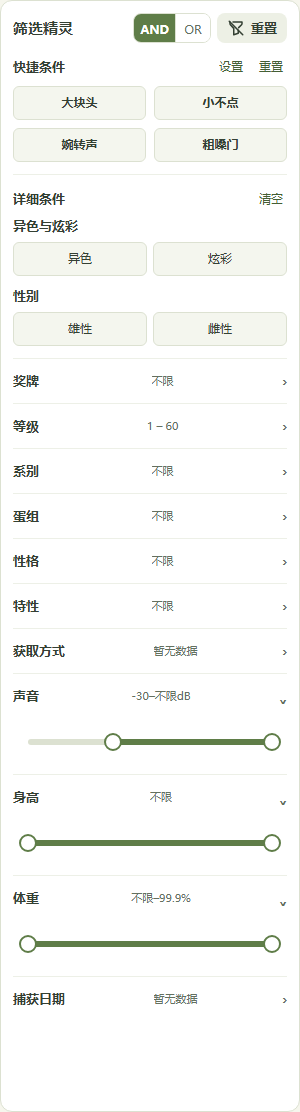 筛选精灵 AND OR 重置
快捷条件 设置 重置
大块头 小不点
婉转声 粗嗓门
详细条件 清空
异色与炫彩
异色 炫彩
性别
雄性 雌性
奖牌 不限 ›
等级 1 – 60 ›
系别 不限 ›
蛋组 不限 ›
性格 不限 ›
特性 不限 ›
获取方式 暂无数据 ›
声音 -30–不限dB
身高 不限
体重 不限–99.9%
捕获日期 暂无数据 ›